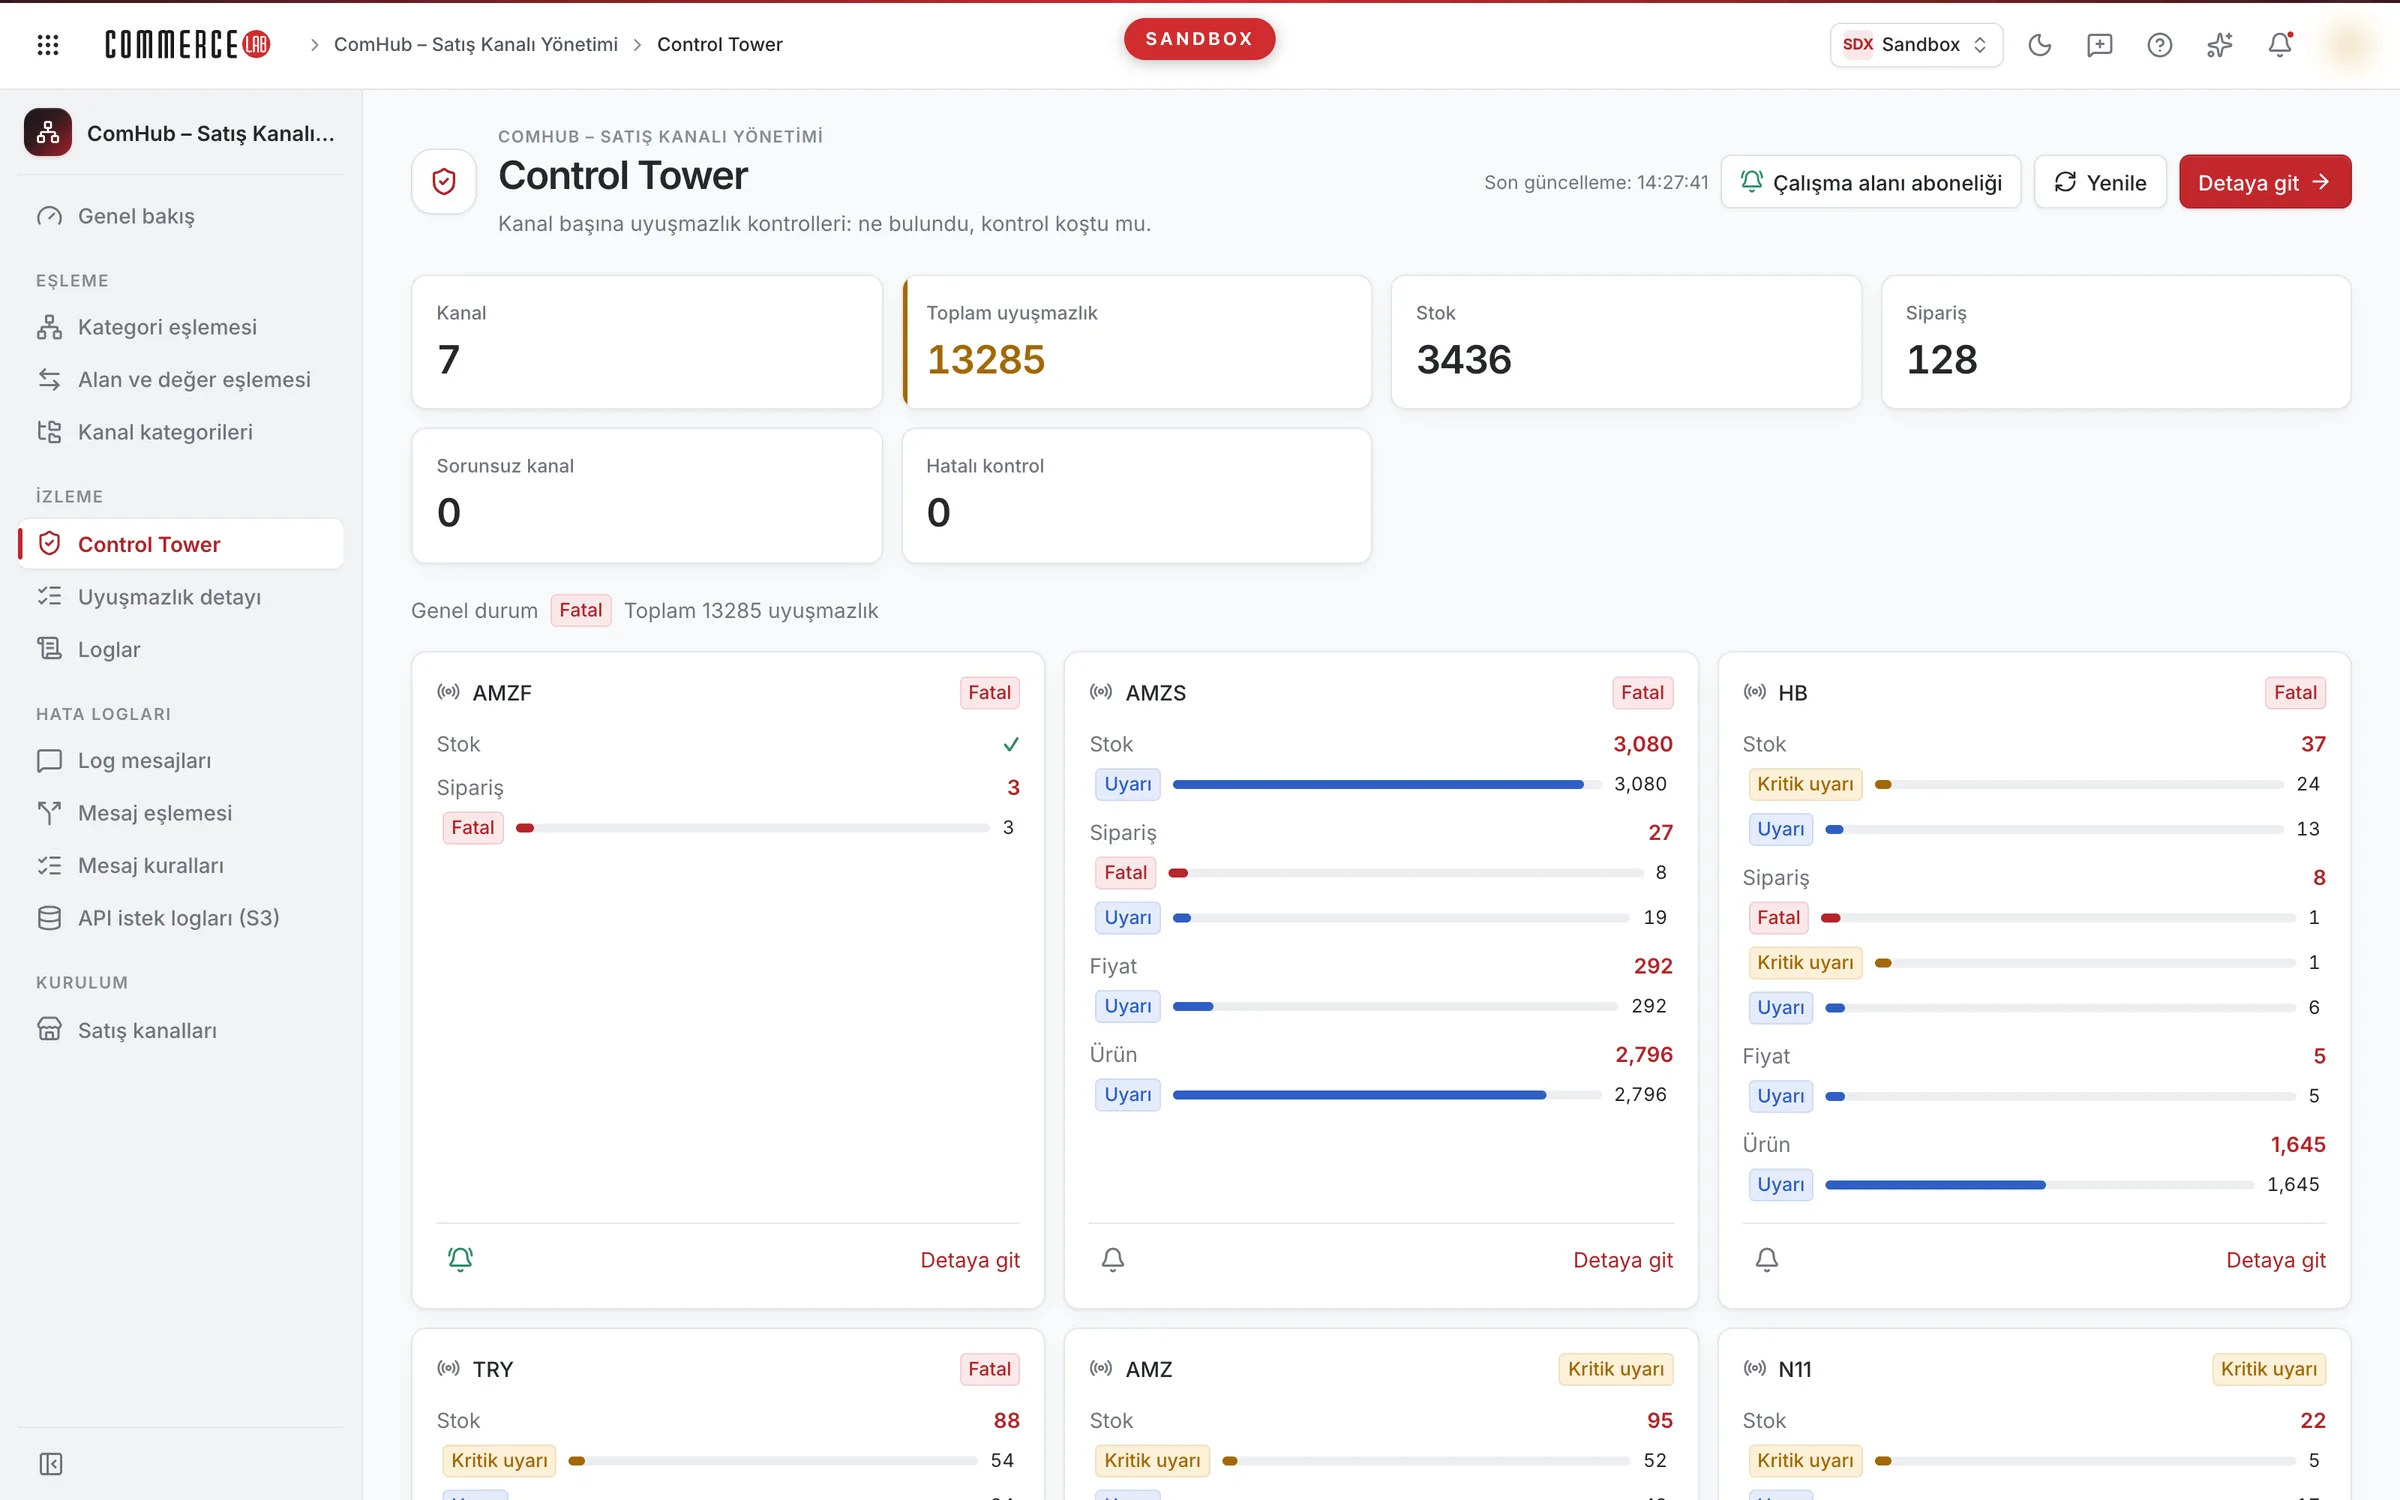 COMMERCE LAB
ComHub – Satış Kanalı Yönetimi
Control Tower
SANDBOX
SDX Sandbox
ComHub – Satış Kanalı...
Genel bakış
EŞLEME
Kategori eşlemesi
Alan ve değer eşlemesi
Kanal kategorileri
İZLEME
Control Tower
Uyuşmazlık detayı
Loglar
HATA LOGLARI
Log mesajları
Mesaj eşlemesi
Mesaj kuralları
API istek logları (S3)
KURULUM
Satış kanalları
COMHUB – SATIŞ KANALI YÖNETİMİ
Control Tower
Kanal başına uyuşmazlık kontrolleri: ne bulundu, kontrol koştu mu.
Son güncelleme: 14:27:41
Çalışma alanı aboneliği
Yenile
Detaya git
Kanal
7
Toplam uyuşmazlık
13285
Stok
3436
Sipariş
128
Sorunsuz kanal
0
Hatalı kontrol
0
Genel durum Fatal Toplam 13285 uyuşmazlık
AMZF Fatal
Stok
Sipariş 3
Fatal 3
Detaya git
AMZS Fatal
Stok 3,080
Uyarı 3,080
Sipariş 27
Fatal 8
Uyarı 19
Fiyat 292
Uyarı 292
Ürün 2,796
Uyarı 2,796
Detaya git
HB Fatal
Stok 37
Kritik uyarı 24
Uyarı 13
Sipariş 8
Fatal 1
Kritik uyarı 1
Uyarı 6
Fiyat 5
Uyarı 5
Ürün 1,645
Uyarı 1,645
Detaya git
TRY Fatal
Stok 88
Kritik uyarı 54
AMZ Kritik uyarı
Stok 95
Kritik uyarı 52
N11 Kritik uyarı
Stok 22
Kritik uyarı 5